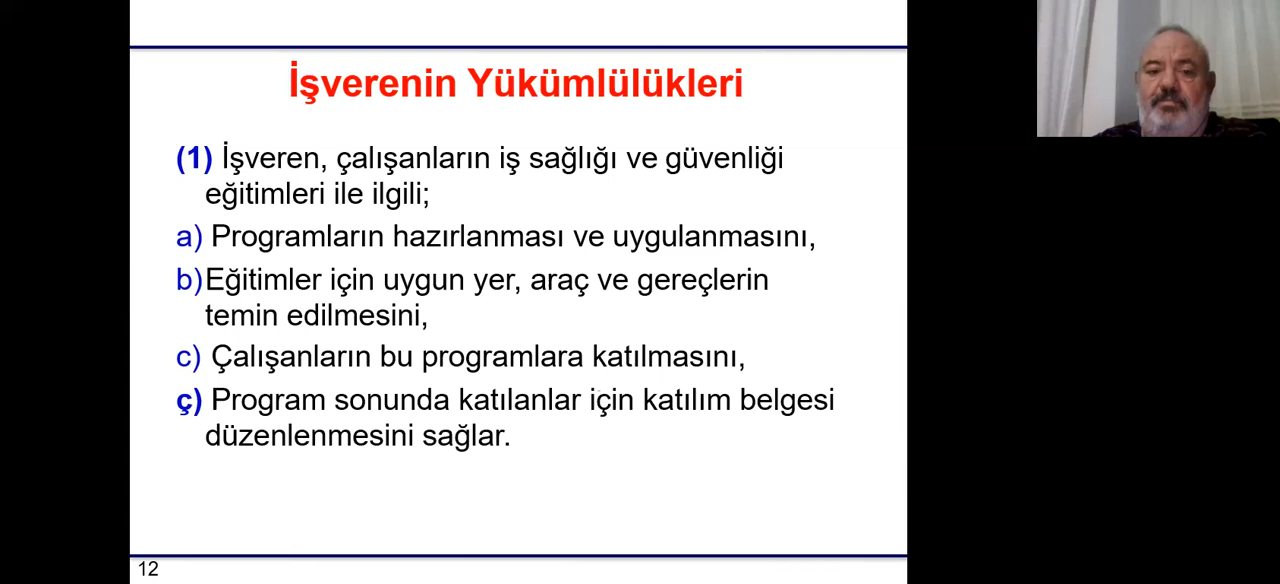 İşverenin Yükümlülükleri
(1) İşveren, çalışanların iş sağlığı ve güvenliği
eğitimleri ile ilgili;
a) Programların hazırlanması ve uygulanmasını,
b)Eğitimler için uygun yer, araç ve gereçlerin
temin edilmesini,
c) Çalışanların bu programlara katılmasını,
ç) Program sonunda katılanlar için katılım belgesi
düzenlenmesini sağlar.
12